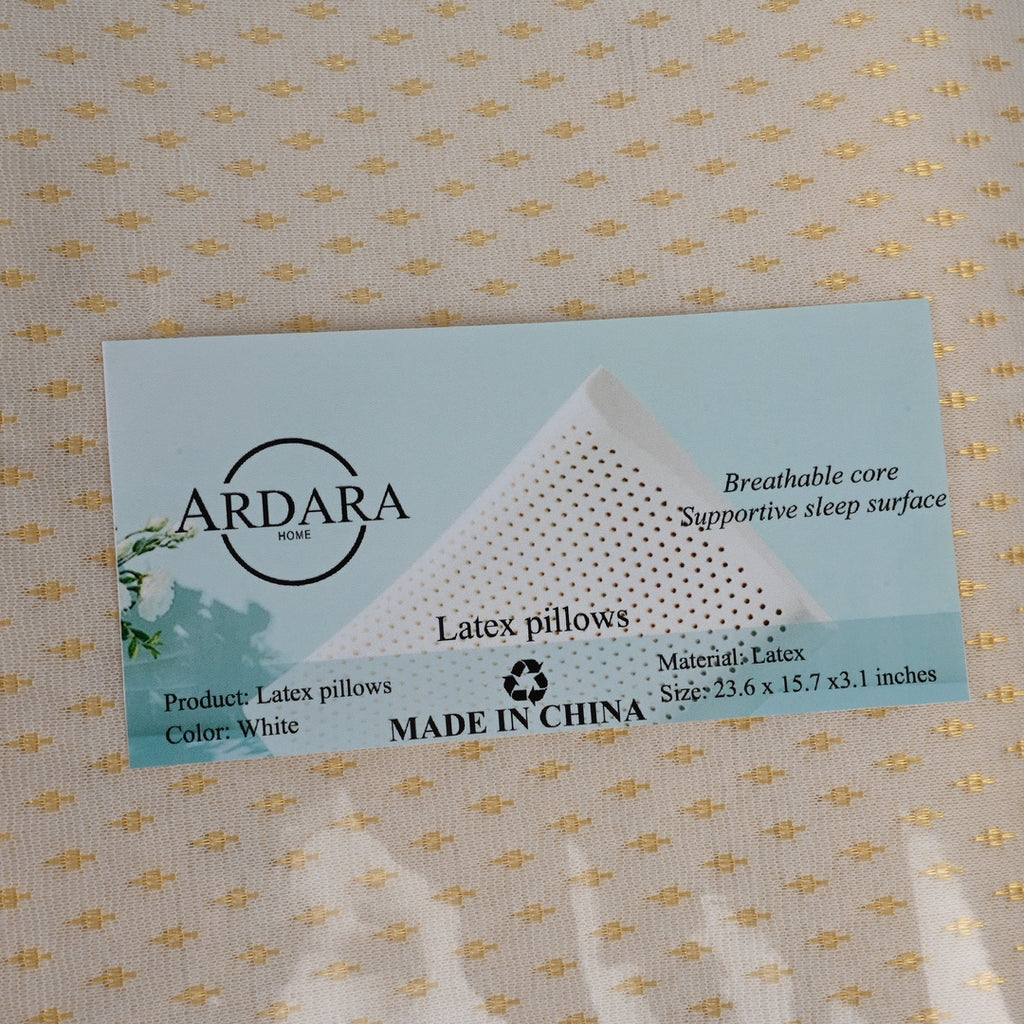 ARDARA
HOME
Breathable core
Supportive sleep surface
Latex pillows
Product: Latex pillows
Color: White
MADE IN CHINA
Material: Latex
Size: 23.6 x 15.7 x3.1 inches